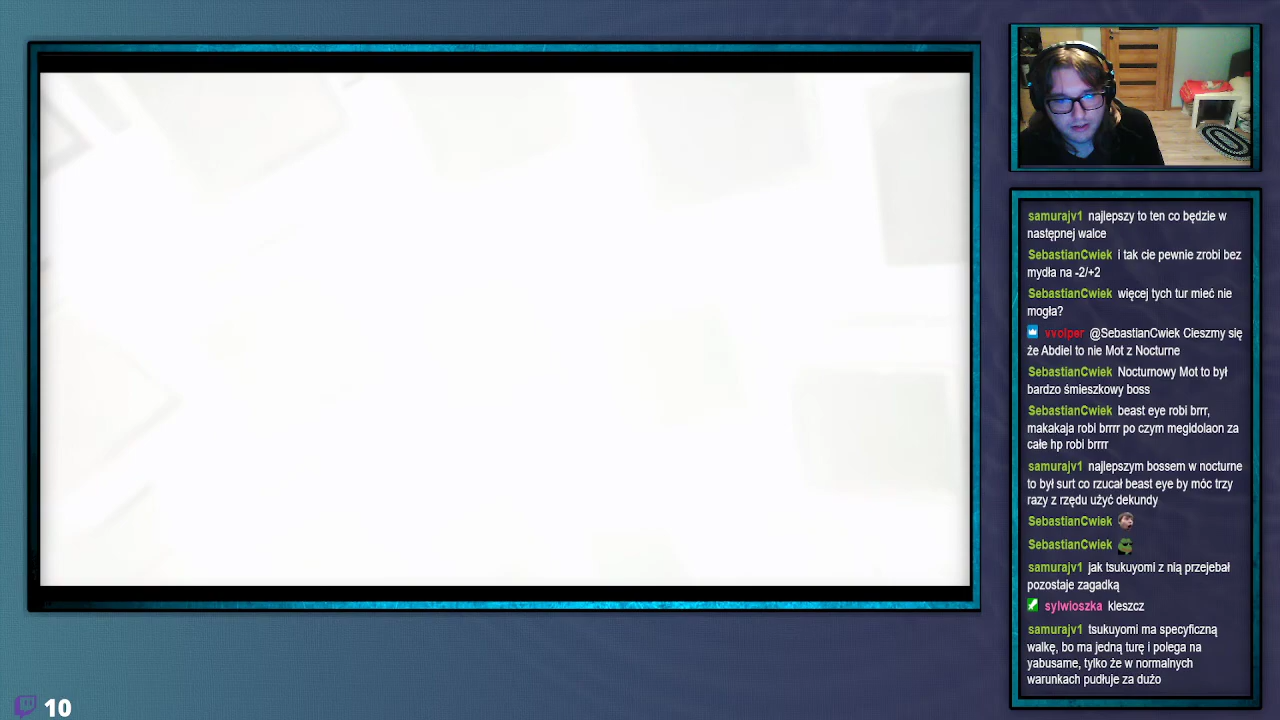 samurajv1 najlepszy to ten co będzie w
następnej walce
SebastianCwiek i tak cie pewnie zrobi bez
mydła na -2/+2
SebastianCwiek więcej tych tur mieć nie
mogła?
vvolper @SebastianCwiek Cieszmy się
że Abdiel to nie Mot z Nocturne
SebastianCwiek Nocturnowy Mot to był
bardzo śmieszkowy boss
SebastianCwiek beast eye robi brrr,
makakaja robi brrrr po czym megidolaon za
całe hp robi brrrr
samurajv1 najlepszym bossem w nocturne
to był surt co rzucał beast eye by móc trzy
razy z rzędu użyć dekundy
SebastianCwiek
SebastianCwiek
samurajv1 jak tsukuyomi z nią przejebał
pozostaje zagadką
sylwioszka kleszcz
samurajv1 tsukuyomi ma specyficzną
walkę, bo ma jedną turę i polega na
yabusame, tylko że w normalnych
warunkach pudłuje za dużo
10